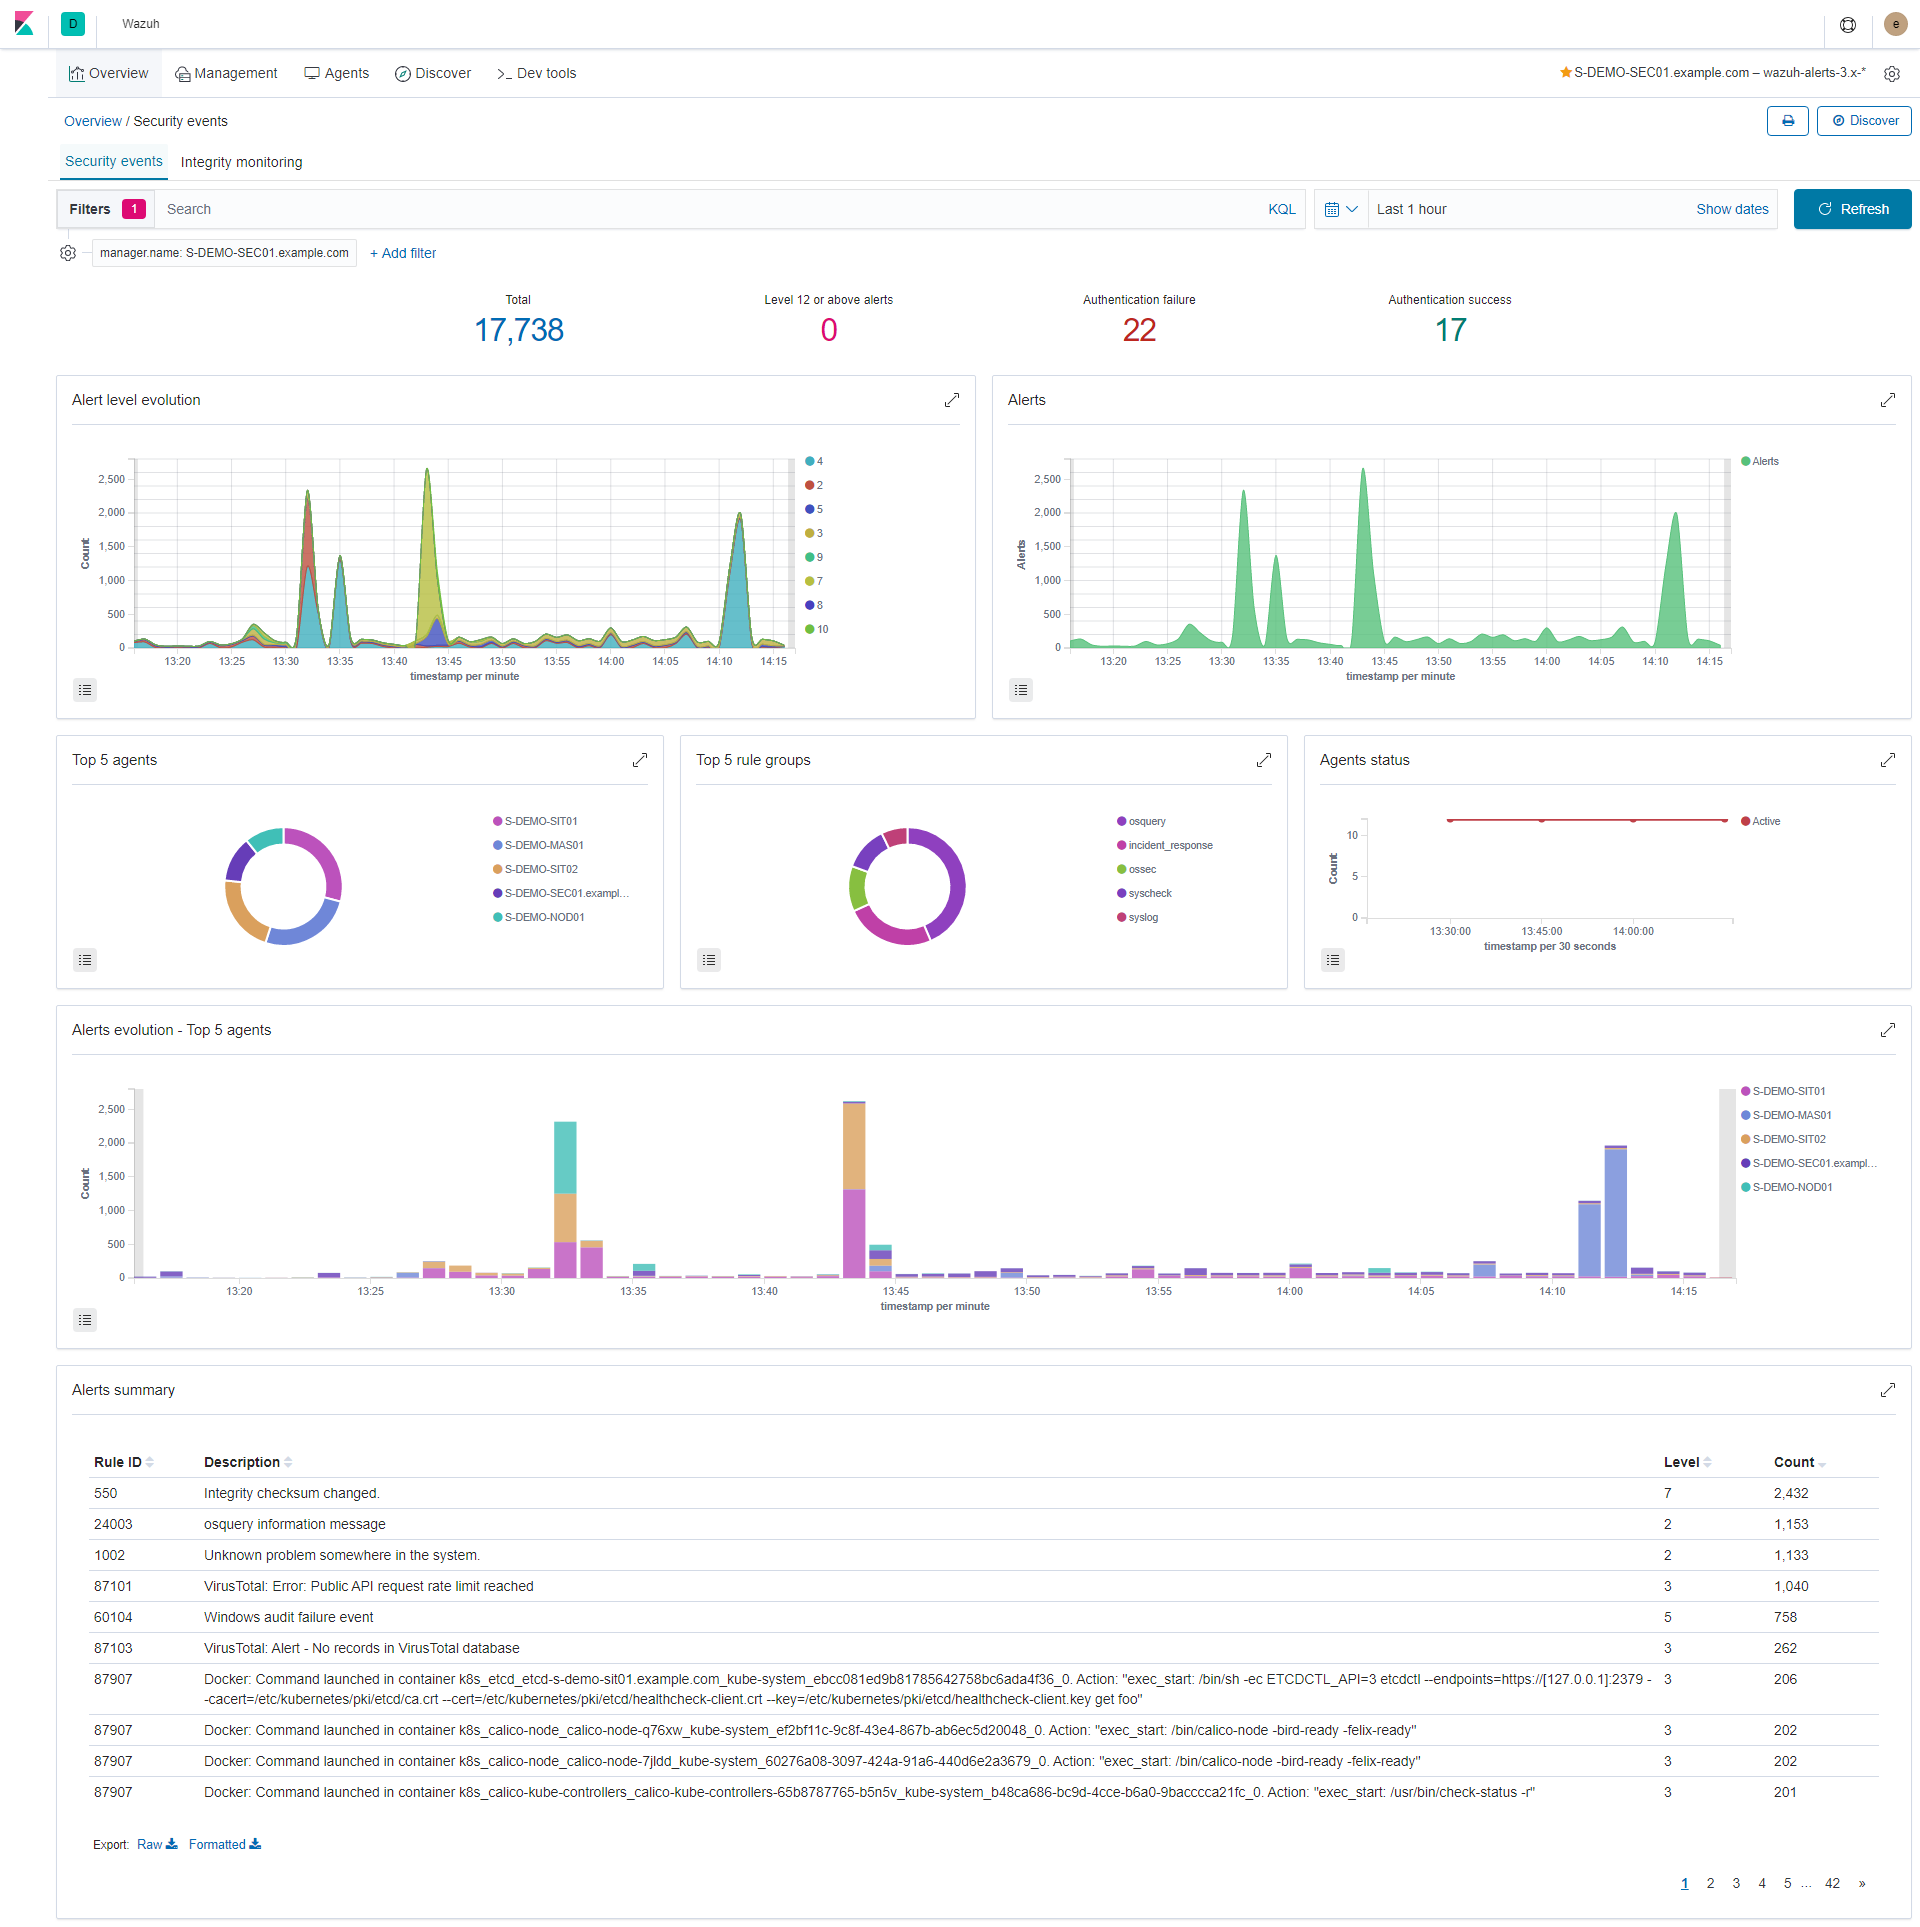 D
Wazuh
e
Overview
Management
Agents
Discover
>_ Dev tools
S-DEMO-SEC01.example.com – wazuh-alerts-3.x-*
Overview / Security events
Discover
Security events
Integrity monitoring
Filters 1
Search
KQL
Last 1 hour
Show dates
Refresh
manager.name: S-DEMO-SEC01.example.com
+ Add filter
Total
17,738
Level 12 or above alerts
0
Authentication failure
22
Authentication success
17
Alert level evolution
Count
2,500
2,000
1,500
1,000
500
0
13:20 13:25 13:30 13:35 13:40 13:45 13:50 13:55 14:00 14:05 14:10 14:15
timestamp per minute
4
2
5
3
9
7
8
10
Alerts
Alerts
2,500
2,000
1,500
1,000
500
0
13:20 13:25 13:30 13:35 13:40 13:45 13:50 13:55 14:00 14:05 14:10 14:15
timestamp per minute
Alerts
Top 5 agents
S-DEMO-SIT01
S-DEMO-MAS01
S-DEMO-SIT02
S-DEMO-SEC01.exampl...
S-DEMO-NOD01
Top 5 rule groups
osquery
incident_response
ossec
syscheck
syslog
Agents status
Count
10
5
0
13:30:00 13:45:00 14:00:00
timestamp per 30 seconds
Active
Alerts evolution - Top 5 agents
Count
2,500
2,000
1,500
1,000
500
0
13:20 13:25 13:30 13:35 13:40 13:45 13:50 13:55 14:00 14:05 14:10 14:15
timestamp per minute
S-DEMO-SIT01
S-DEMO-MAS01
S-DEMO-SIT02
S-DEMO-SEC01.exampl...
S-DEMO-NOD01
Alerts summary
Rule ID Description Level Count
550 Integrity checksum changed. 7 2,432
24003 osquery information message 2 1,153
1002 Unknown problem somewhere in the system. 2 1,133
87101 VirusTotal: Error: Public API request rate limit reached 3 1,040
60104 Windows audit failure event 5 758
87103 VirusTotal: Alert - No records in VirusTotal database 3 262
87907 Docker: Command launched in container k8s_etcd_etcd-s-demo-sit01.example.com_kube-system_ebcc081ed9b81785642758bc6ada4f36_0. Action: "exec_start: /bin/sh -ec ETCDCTL_API=3 etcdctl --endpoints=https://[127.0.0.1]:2379 - 3 206
-cacert=/etc/kubernetes/pki/etcd/ca.crt --cert=/etc/kubernetes/pki/etcd/healthcheck-client.crt --key=/etc/kubernetes/pki/etcd/healthcheck-client.key get foo"
87907 Docker: Command launched in container k8s_calico-node_calico-node-q76xw_kube-system_ef2bf11c-9c8f-43e4-867b-ab6ec5d20048_0. Action: "exec_start: /bin/calico-node -bird-ready -felix-ready" 3 202
87907 Docker: Command launched in container k8s_calico-node_calico-node-7jldd_kube-system_60276a08-3097-424a-91a6-440d6e2a3679_0. Action: "exec_start: /bin/calico-node -bird-ready -felix-ready" 3 202
87907 Docker: Command launched in container k8s_calico-kube-controllers_calico-kube-controllers-65b8787765-b5n5v_kube-system_b48ca686-bc9d-4cce-b6a0-9bacccca21fc_0. Action: "exec_start: /usr/bin/check-status -r" 3 201
Export: Raw Formatted
1 2 3 4 5 ... 42 »